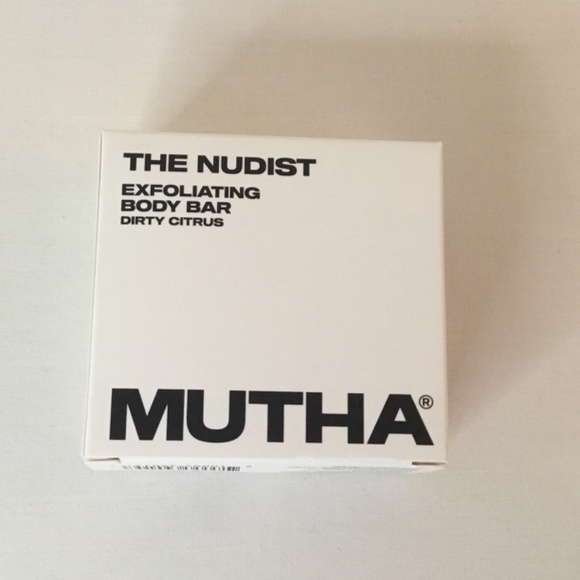 THE NUDIST
EXFOLIATING
BODY BAR
DIRTY CITRUS
MUTHA®